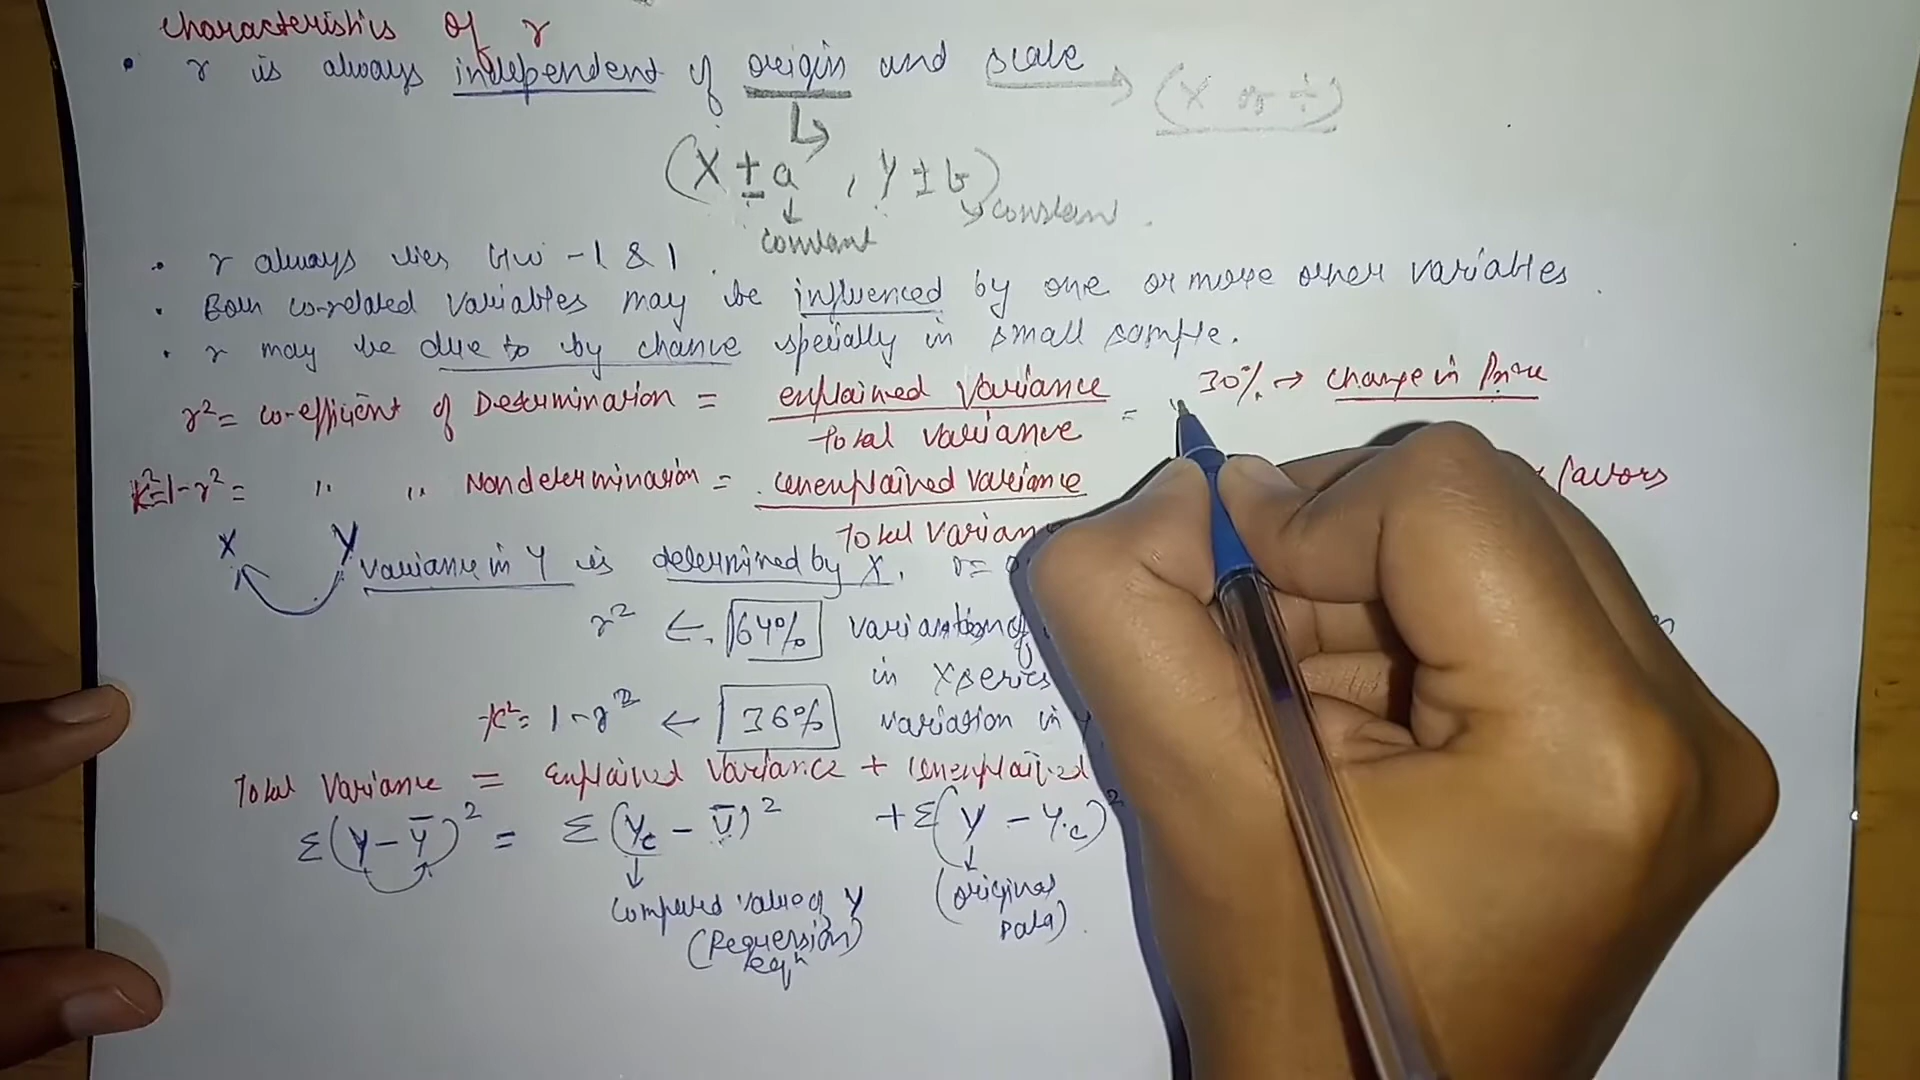 characteristics of r
• r is always independent of origin and scale → (X or ÷)
(X ± a , Y ± b)
constant
constant
• r always lies btw -1 & 1.
• Both co-related variables may be influenced by one or more other variables.
• r may be due to by chance specially in small sample.
r² = co-efficient of Determination = explained Variance / Total Variance = 30% → Change in Price
K² = 1-r² = " " Nondetermination = unexplained Variance / Total Varian
X Y Variance in Y is determined by X. r = 0
r² ← 64% variation of
in X series
K² = 1 - r² ← 36% variation in
Total Variance = Explained Variance + Unexplained
Σ(Y - Ȳ)² = Σ(Yc - Ȳ)² + Σ(Y - Yc)²
computed value of Y (original
(Regression) Data).
eqⁿ